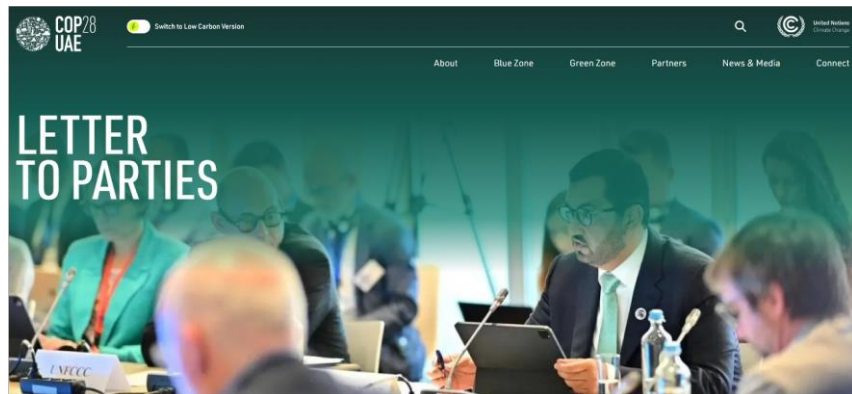 COP28
UAE
Switch to Low Carbon Version
United Nations
Climate Change
About
Blue Zone
Green Zone
Partners
News & Media
Connect
LETTER
TO PARTIES
UNFCCC